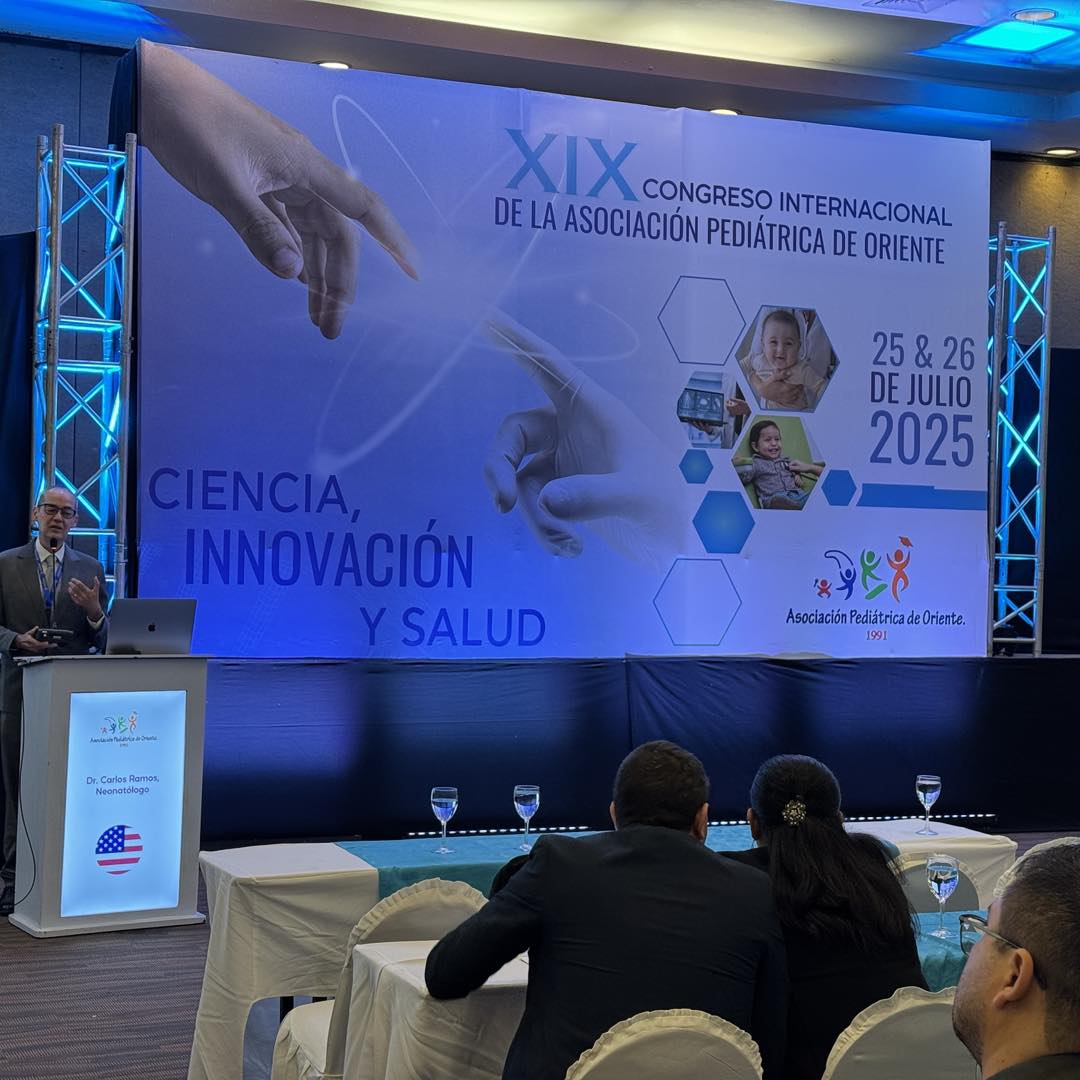 XIX CONGRESO INTERNACIONAL
DE LA ASOCIACIÓN PEDIÁTRICA DE ORIENTE
25 & 26
DE JULIO
2025
CIENCIA,
INNOVACIÓN
Y SALUD
Asociación Pediátrica de Oriente.
1991
Asociación Pediátrica de Oriente.
1991
Dr. Carlos Ramos,
Neonatólogo